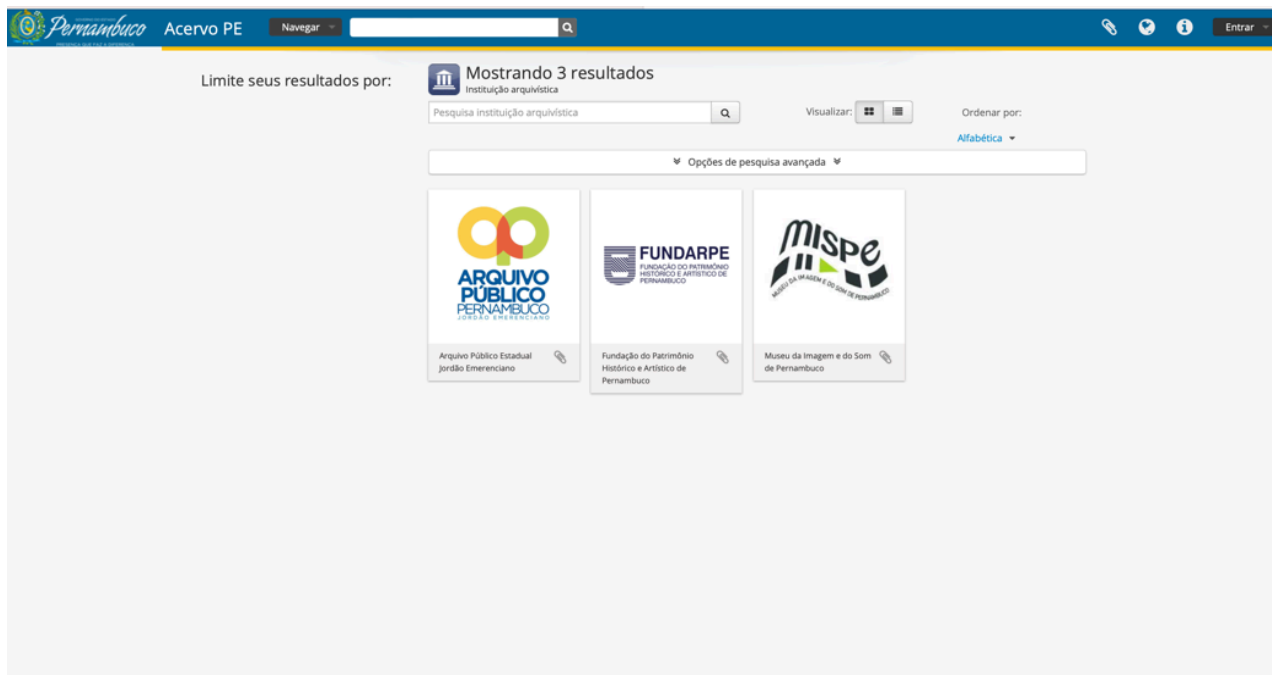 Pernambuco
Acervo PE
Navegar
Entrar
Limite seus resultados por:
Mostrando 3 resultados
Instituição arquivística
Pesquisa instituição arquivística
Visualizar:
Ordenar por:
Alfabética
Opções de pesquisa avançada
ARQUIVO
PÚBLICO
PERNAMBUCO
JORDÃO EMERENCIANO
FUNDARPE
FUNDAÇÃO DO PATRIMÔNIO
HISTÓRICO E ARTÍSTICO DE
PERNAMBUCO
MISPE
MUSEU DA IMAGEM E DO SOM DE PERNAMBUCO
Arquivo Público Estadual
Jordão Emerenciano
Fundação do Patrimônio
Histórico e Artístico de
Pernambuco
Museu da Imagem e do Som
de Pernambuco